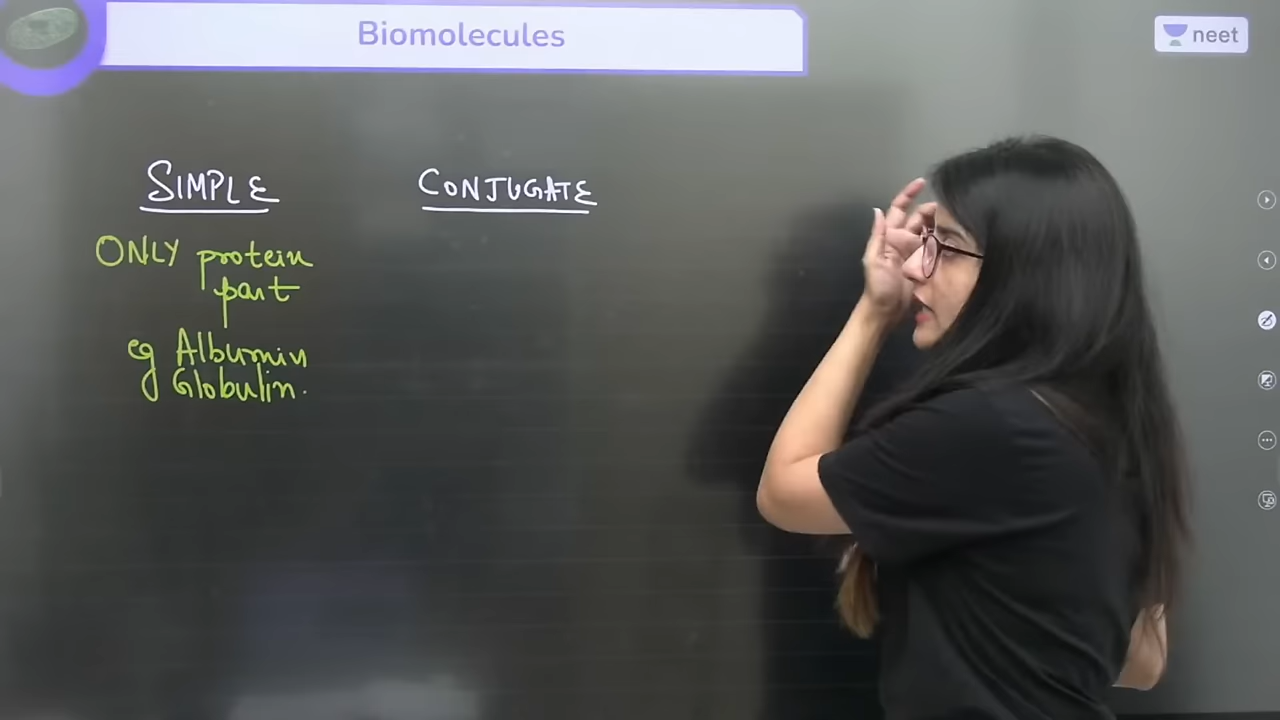 Biomolecules
neet
SIMPLE
CONJUGATE
ONLY protein
part
eg Albumin
Globulin.